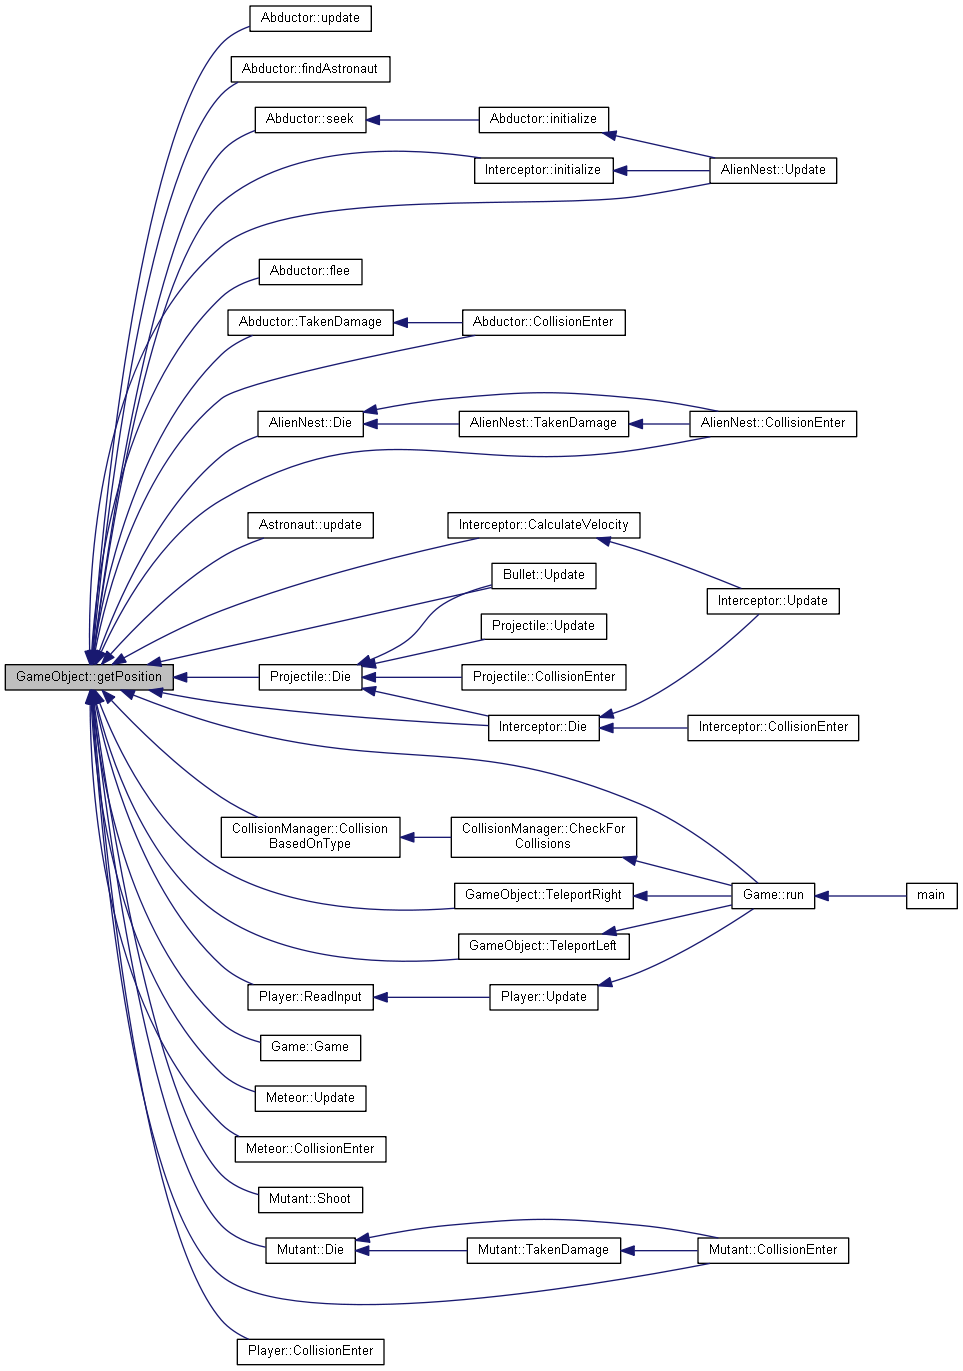 Abductor::update
Abductor::findAstronaut
Abductor::seek
Abductor::initialize
Interceptor::initialize
AlienNest::Update
Abductor::flee
Abductor::TakenDamage
Abductor::CollisionEnter
AlienNest::Die
AlienNest::TakenDamage
AlienNest::CollisionEnter
Astronaut::update
Interceptor::CalculateVelocity
Bullet::Update
Interceptor::Update
Projectile::Update
GameObject::getPosition
Projectile::Die
Projectile::CollisionEnter
Interceptor::Die
Interceptor::CollisionEnter
CollisionManager::Collision
BasedOnType
CollisionManager::CheckFor
Collisions
GameObject::TeleportRight
Game::run
main
GameObject::TeleportLeft
Player::ReadInput
Player::Update
Game::Game
Meteor::Update
Meteor::CollisionEnter
Mutant::Shoot
Mutant::Die
Mutant::TakenDamage
Mutant::CollisionEnter
Player::CollisionEnter